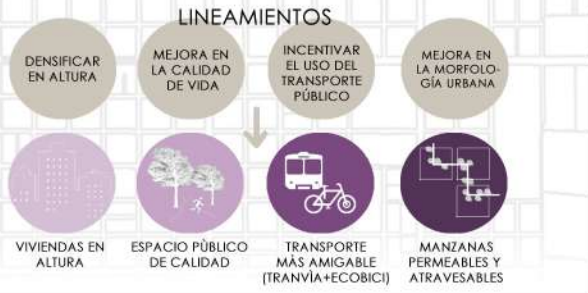 LINEAMIENTOS
DENSIFICAR
EN ALTURA
MEJORA EN
LA CALIDAD
DE VIDA
INCENTIVAR
EL USO DEL
TRANSPORTE
PÚBLICO
MEJORA EN
LA MORFOLO-
GÍA URBANA
VIVIENDAS EN
ALTURA
ESPACIO PÙBLICO
DE CALIDAD
TRANSPORTE
MÀS AMIGABLE
(TRANVÌA+ECOBICI)
MANZANAS
PERMEABLES Y
ATRAVESABLES